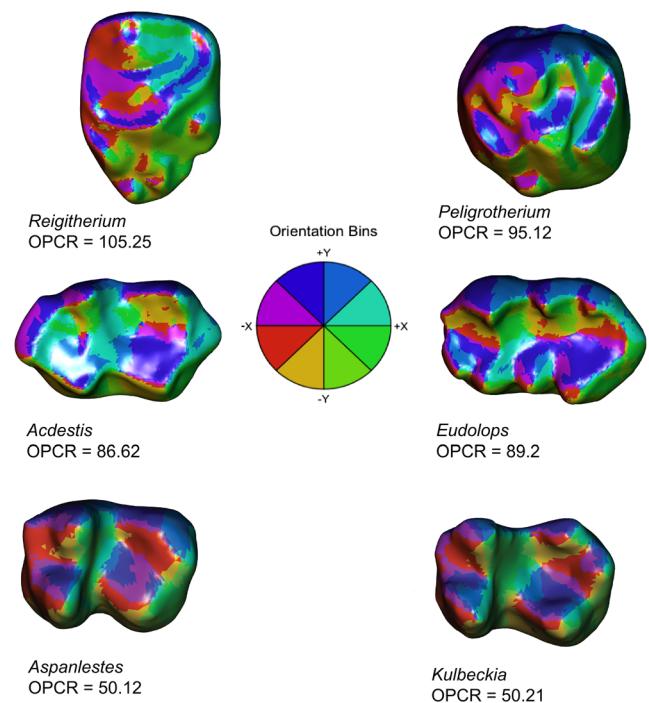 Reigitherium
OPCR = 105.25
Peligrotherium
OPCR = 95.12
Orientation Bins
+Y
-X
+X
-Y
Acdestis
OPCR = 86.62
Eudolops
OPCR = 89.2
Aspanlestes
OPCR = 50.12
Kulbeckia
OPCR = 50.21